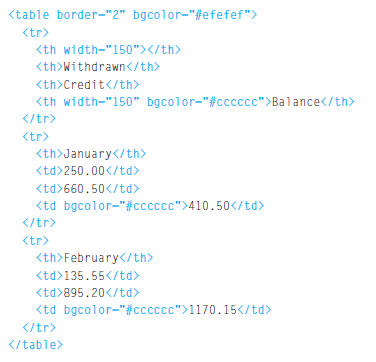 <table border="2" bgcolor="#efefef">
<tr>
<th width="150"></th>
<th>Withdrawn</th>
<th>Credit</th>
<th width="150" bgcolor="#cccccc">Balance</th>
</tr>
<tr>
<th>January</th>
<td>250.00</td>
<td>660.50</td>
<td bgcolor="#cccccc">410.50</td>
</tr>
<tr>
<th>February</th>
<td>135.55</td>
<td>895.20</td>
<td bgcolor="#cccccc">1170.15</td>
</tr>
</table>